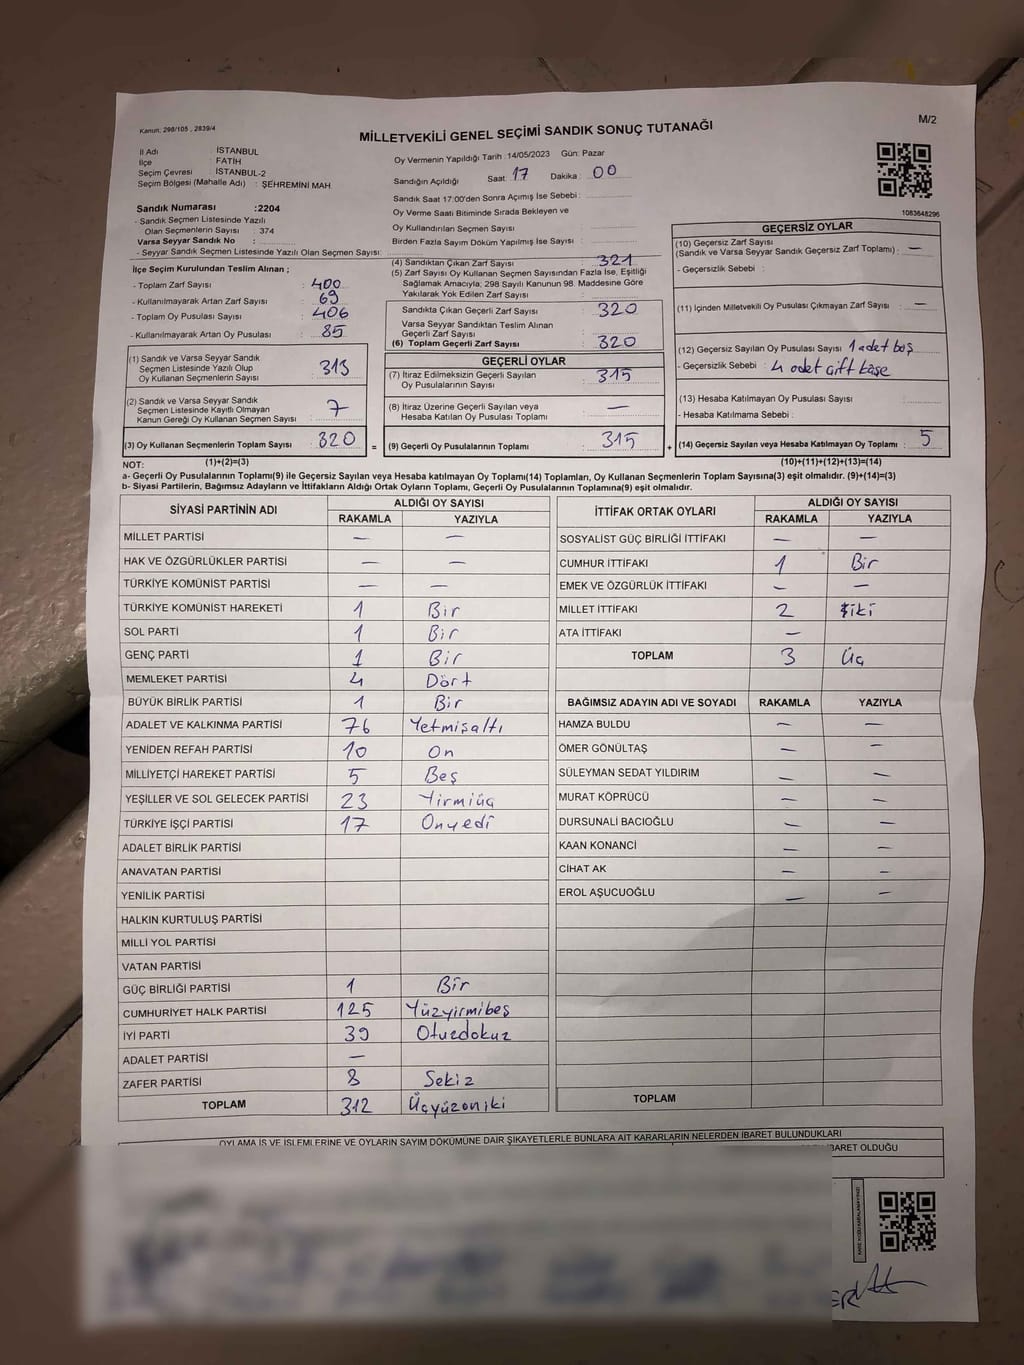 Kanun: 298/105 , 2839/4
MİLLETVEKİLİ GENEL SEÇİMİ SANDIK SONUÇ TUTANAĞI
M/2
İl Adı : İSTANBUL
İlçe : FATİH
Seçim Çevresi : İSTANBUL-2
Seçim Bölgesi (Mahalle Adı) : ŞEHREMİNİ MAH.
Oy Vermenin Yapıldığı Tarih : 14/05/2023 Gün: Pazar
Sandığın Açıldığı Saat : 17 Dakika : 00
Sandık Saat 17:00'den Sonra Açımış İse Sebebi :
Oy Verme Saati Bitiminde Sırada Bekleyen ve
Oy Kullandırılan Seçmen Sayısı :
Birden Fazla Sayım Döküm Yapılmış İse Sayısı :
1083648296
Sandık Numarası :2204
- Sandık Seçmen Listesinde Yazılı
Olan Seçmenlerin Sayısı : 374
Varsa Seyyar Sandık No :
- Seyyar Sandık Seçmen Listesinde Yazılı Olan Seçmen Sayısı:
İlçe Seçim Kurulundan Teslim Alınan ;
- Toplam Zarf Sayısı : 400
- Kullanılmayarak Artan Zarf Sayısı : 69
- Toplam Oy Pusulası Sayısı : 406
- Kullanılmayarak Artan Oy Pusulası : 85
(1) Sandık ve Varsa Seyyar Sandık
Seçmen Listesinde Yazılı Olup
Oy Kullanan Seçmenlerin Sayısı : 313
(2) Sandık ve Varsa Seyyar Sandık
Seçmen Listesinde Kayıtlı Olmayan
Kanun Gereği Oy Kullanan Seçmen Sayısı : 7
(3) Oy Kullanan Seçmenlerin Toplam Sayısı : 320
(1)+(2)=(3)
(4) Sandıktan Çıkan Zarf Sayısı : 321
(5) Zarf Sayısı Oy Kullanan Seçmen Sayısından Fazla İse, Eşitliği
Sağlamak Amacıyla; 298 Sayılı Kanunun 98. Maddesine Göre
Yakılarak Yok Edilen Zarf Sayısı :
Sandıkta Çıkan Geçerli Zarf Sayısı : 320
Varsa Seyyar Sandıktan Teslim Alınan
Geçerli Zarf Sayısı :
(6) Toplam Geçerli Zarf Sayısı : 320
GEÇERLİ OYLAR
(7) İtiraz Edilmeksizin Geçerli Sayılan
Oy Pusulalarının Sayısı : 315
(8) İtiraz Üzerine Geçerli Sayılan veya
Hesaba Katılan Oy Pusulası Toplamı : —
= (9) Geçerli Oy Pusulalarının Toplamı : 315
GEÇERSİZ OYLAR
(10) Geçersiz Zarf Sayısı
(Sandık ve Varsa Seyyar Sandık Geçersiz Zarf Toplamı) : —
- Geçersizlik Sebebi :
(11) İçinden Milletvekili Oy Pusulası Çıkmayan Zarf Sayısı : —
(12) Geçersiz Sayılan Oy Pusulası Sayısı : 1 adet boş
- Geçersizlik Sebebi : 4 adet çift kaşe
(13) Hesaba Katılmayan Oy Pusulası Sayısı :
- Hesaba Katılmama Sebebi :
+ (14) Geçersiz Sayılan veya Hesaba Katılmayan Oy Toplamı : 5
(10)+(11)+(12)+(13)=(14)
NOT:
a- Geçerli Oy Pusulalarının Toplamı(9) ile Geçersiz Sayılan veya Hesaba katılmayan Oy Toplamı(14) Toplamları, Oy Kullanan Seçmenlerin Toplam Sayısına(3) eşit olmalıdır. (9)+(14)=(3)
b- Siyasi Partilerin, Bağımsız Adayların ve İttifakların Aldığı Ortak Oyların Toplamı, Geçerli Oy Pusulalarının Toplamına(9) eşit olmalıdır.
SİYASİ PARTİNİN ADI ALDIĞI OY SAYISI
RAKAMLA YAZIYLA
MİLLET PARTİSİ — —
HAK VE ÖZGÜRLÜKLER PARTİSİ — —
TÜRKİYE KOMÜNİST PARTİSİ — —
TÜRKİYE KOMÜNİST HAREKETİ 1 Bir
SOL PARTİ 1 Bir
GENÇ PARTİ 1 Bir
MEMLEKET PARTİSİ 4 Dört
BÜYÜK BİRLİK PARTİSİ 1 Bir
ADALET VE KALKINMA PARTİSİ 76 Yetmişaltı
YENİDEN REFAH PARTİSİ 10 On
MİLLİYETÇİ HAREKET PARTİSİ 5 Beş
YEŞİLLER VE SOL GELECEK PARTİSİ 23 Yirmiüç
TÜRKİYE İŞÇİ PARTİSİ 17 Onyedi
ADALET BİRLİK PARTİSİ
ANAVATAN PARTİSİ
YENİLİK PARTİSİ
HALKIN KURTULUŞ PARTİSİ
MİLLİ YOL PARTİSİ
VATAN PARTİSİ
GÜÇ BİRLİĞİ PARTİSİ 1 Bir
CUMHURİYET HALK PARTİSİ 125 Yüzyirmibeş
İYİ PARTİ 39 Otuzdokuz
ADALET PARTİSİ —
ZAFER PARTİSİ 8 Sekiz
TOPLAM 312 Üçyüzoniki
İTTİFAK ORTAK OYLARI ALDIĞI OY SAYISI
RAKAMLA YAZIYLA
SOSYALİST GÜÇ BİRLİĞİ İTTİFAKI — —
CUMHUR İTTİFAKI 1 Bir
EMEK VE ÖZGÜRLÜK İTTİFAKI — —
MİLLET İTTİFAKI 2 İki
ATA İTTİFAKI —
TOPLAM 3 Üç
BAĞIMSIZ ADAYIN ADI VE SOYADI RAKAMLA YAZIYLA
HAMZA BULDU — —
ÖMER GÖNÜLTAŞ — —
SÜLEYMAN SEDAT YILDIRIM — —
MURAT KÖPRÜCÜ — —
DURSUNALİ BACIOĞLU — —
KAAN KONANCİ — —
CİHAT AK — —
EROL AŞUCUOĞLU — —
TOPLAM
OYLAMA İŞ VE İŞLEMLERİNE VE OYLARIN SAYIM DÖKÜMÜNE DAİR ŞİKAYETLERLE BUNLARA AİT KARARLARIN NELERDEN İBARET BULUNDUKLARI
İBARET OLDUĞU